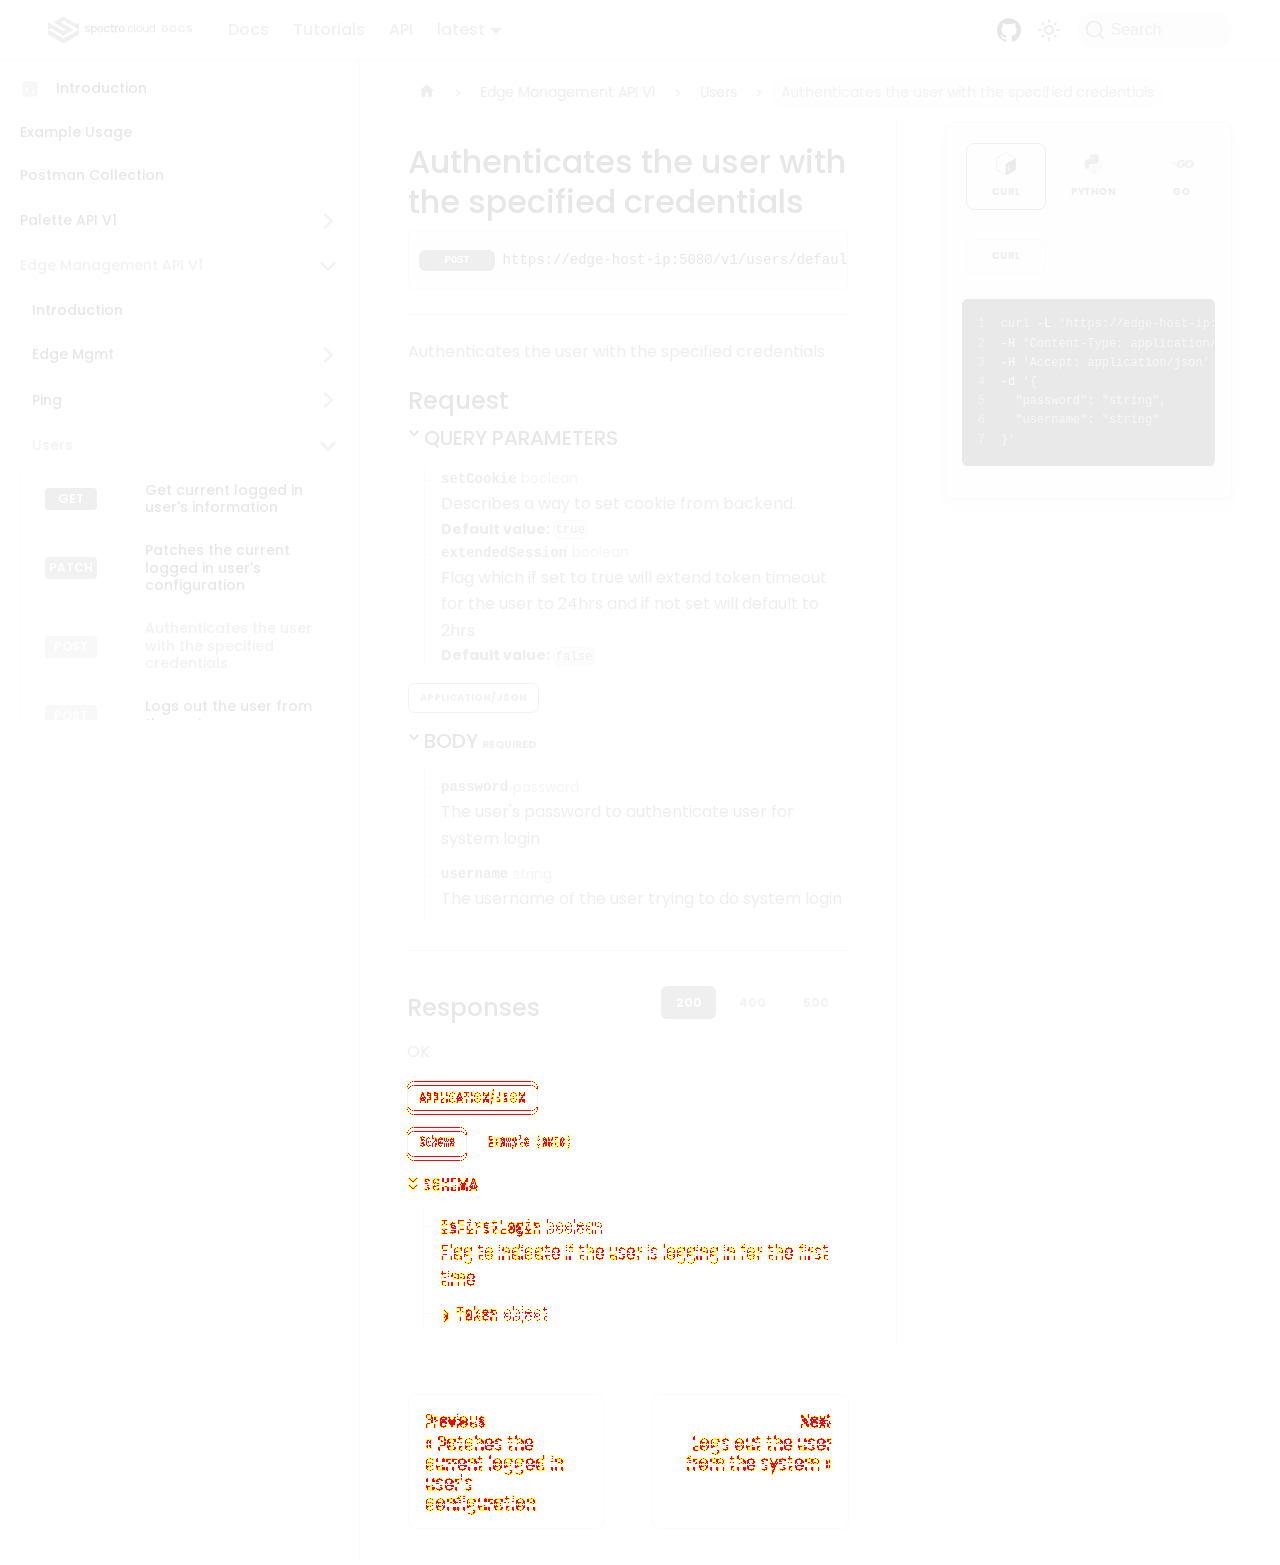 spectro cloud DOCS Docs Tutorials API latest Search
Introduction
Example Usage
Postman Collection
Palette API V1
Edge Management API V1
Introduction
Edge Mgmt
Ping
Users
GET Get current logged in
user's information
PATCH Patches the current
logged in user's
configuration
POST Authenticates the user
with the specified
credentials
POST Logs out the user from
Edge Management API V1 Users Authenticates the user with the specified credentials
Authenticates the user with
the specified credentials
POST https://edge-host-ip:5080/v1/users/defaul
Authenticates the user with the specified credentials
Request
QUERY PARAMETERS
setCookie boolean
Describes a way to set cookie from backend.
Default value: true
extendedSession boolean
Flag which if set to true will extend token timeout
for the user to 24hrs and if not set will default to
2hrs
Default value: false
APPLICATION/JSON
BODY REQUIRED
password password
The user's password to authenticate user for
system login
username string
The username of the user trying to do system login
Responses
200 400 500
OK
APPLICATION/JSON
Schema Example (auto)
SCHEMA
IsFirstLogin boolean
Flag to indicate if the user is logging in for the first
time
Token object
Previous
« Patches the
current logged in
user's
configuration
Next
Logs out the user
from the system »
CURL PYTHON GO
CURL
1 curl -L 'https://edge-host-ip:
2 -H 'Content-Type: application/
3 -H 'Accept: application/json'
4 -d '{
5 "password": "string",
6 "username": "string"
7 }'